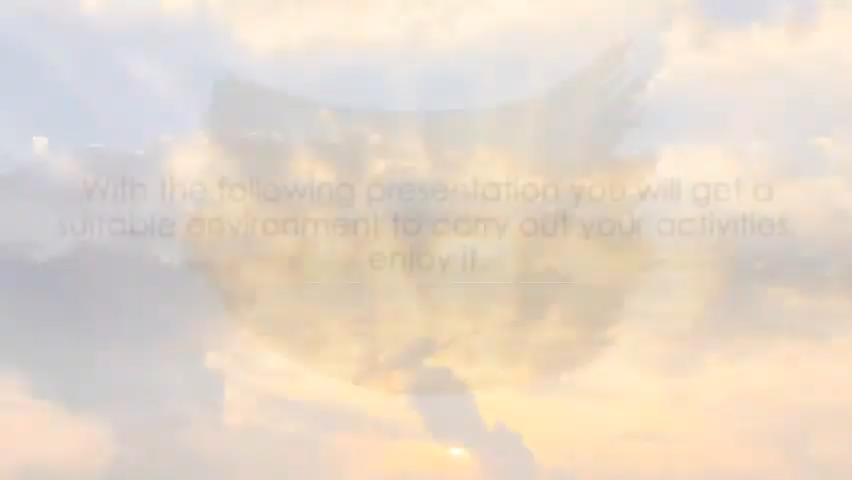 With the following presentation you will get a
suitable environment to carry out your activities,
enjoy it.